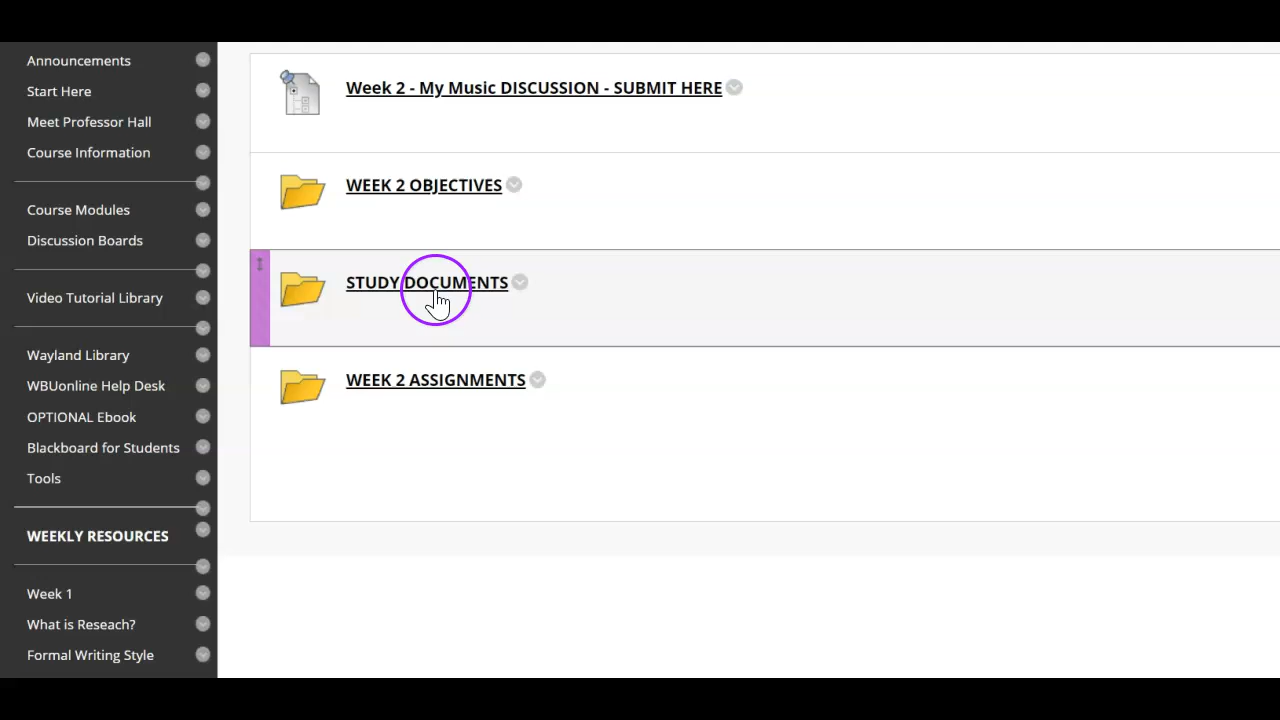 Announcements
Start Here
Meet Professor Hall
Course Information
Course Modules
Discussion Boards
Video Tutorial Library
Wayland Library
WBUonline Help Desk
OPTIONAL Ebook
Blackboard for Students
Tools
WEEKLY RESOURCES
Week 1
What is Reseach?
Formal Writing Style
Week 2 - My Music DISCUSSION - SUBMIT HERE
WEEK 2 OBJECTIVES
STUDY DOCUMENTS
WEEK 2 ASSIGNMENTS